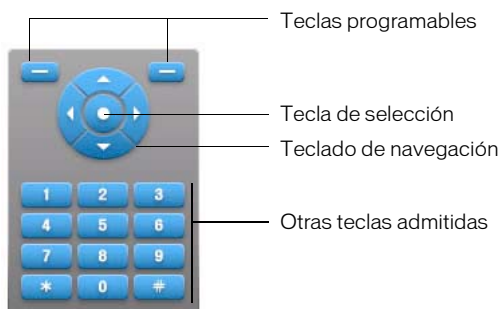 Teclas programables
Tecla de selección
Teclado de navegación
1 2 3
Otras teclas admitidas
4 5 6
7 8 9
* 0 #